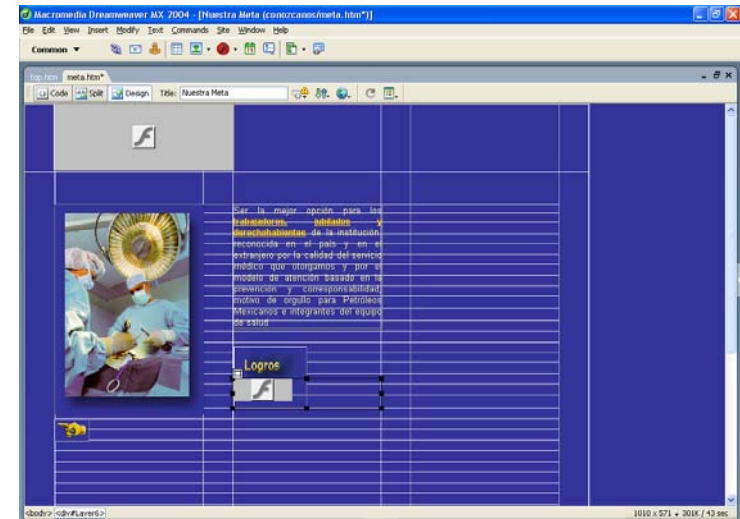 Macromedia Dreamweaver MX 2004 - [Nuestra Meta (conozcanos/meta.htm*)]
File Edit View Insert Modify Text Commands Site Window Help
Common
top.htm meta.htm*
Code Split Design Title: Nuestra Meta
Ser la mejor opción para los
trabajadores, jubilados y
derechohabientes de la institución,
reconocida en el país y en el
extranjero por la calidad del servicio
médico que otorgamos y por el
modelo de atención basado en la
prevención y corresponsabilidad,
motivo de orgullo para Petróleos
Mexicanos e integrantes del equipo
de salud.
Logros
<body> <div#Layer6> 1010 x 571 301K / 43 sec